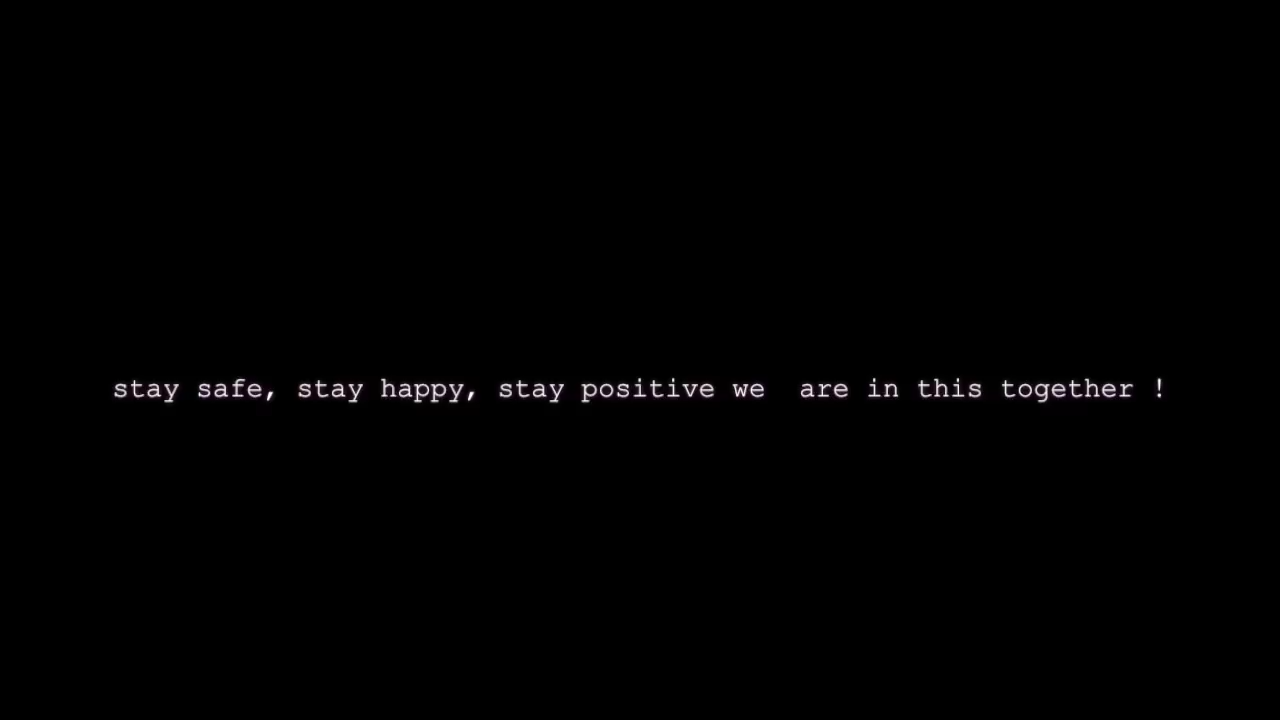 stay safe, stay happy, stay positive we  are in this together !